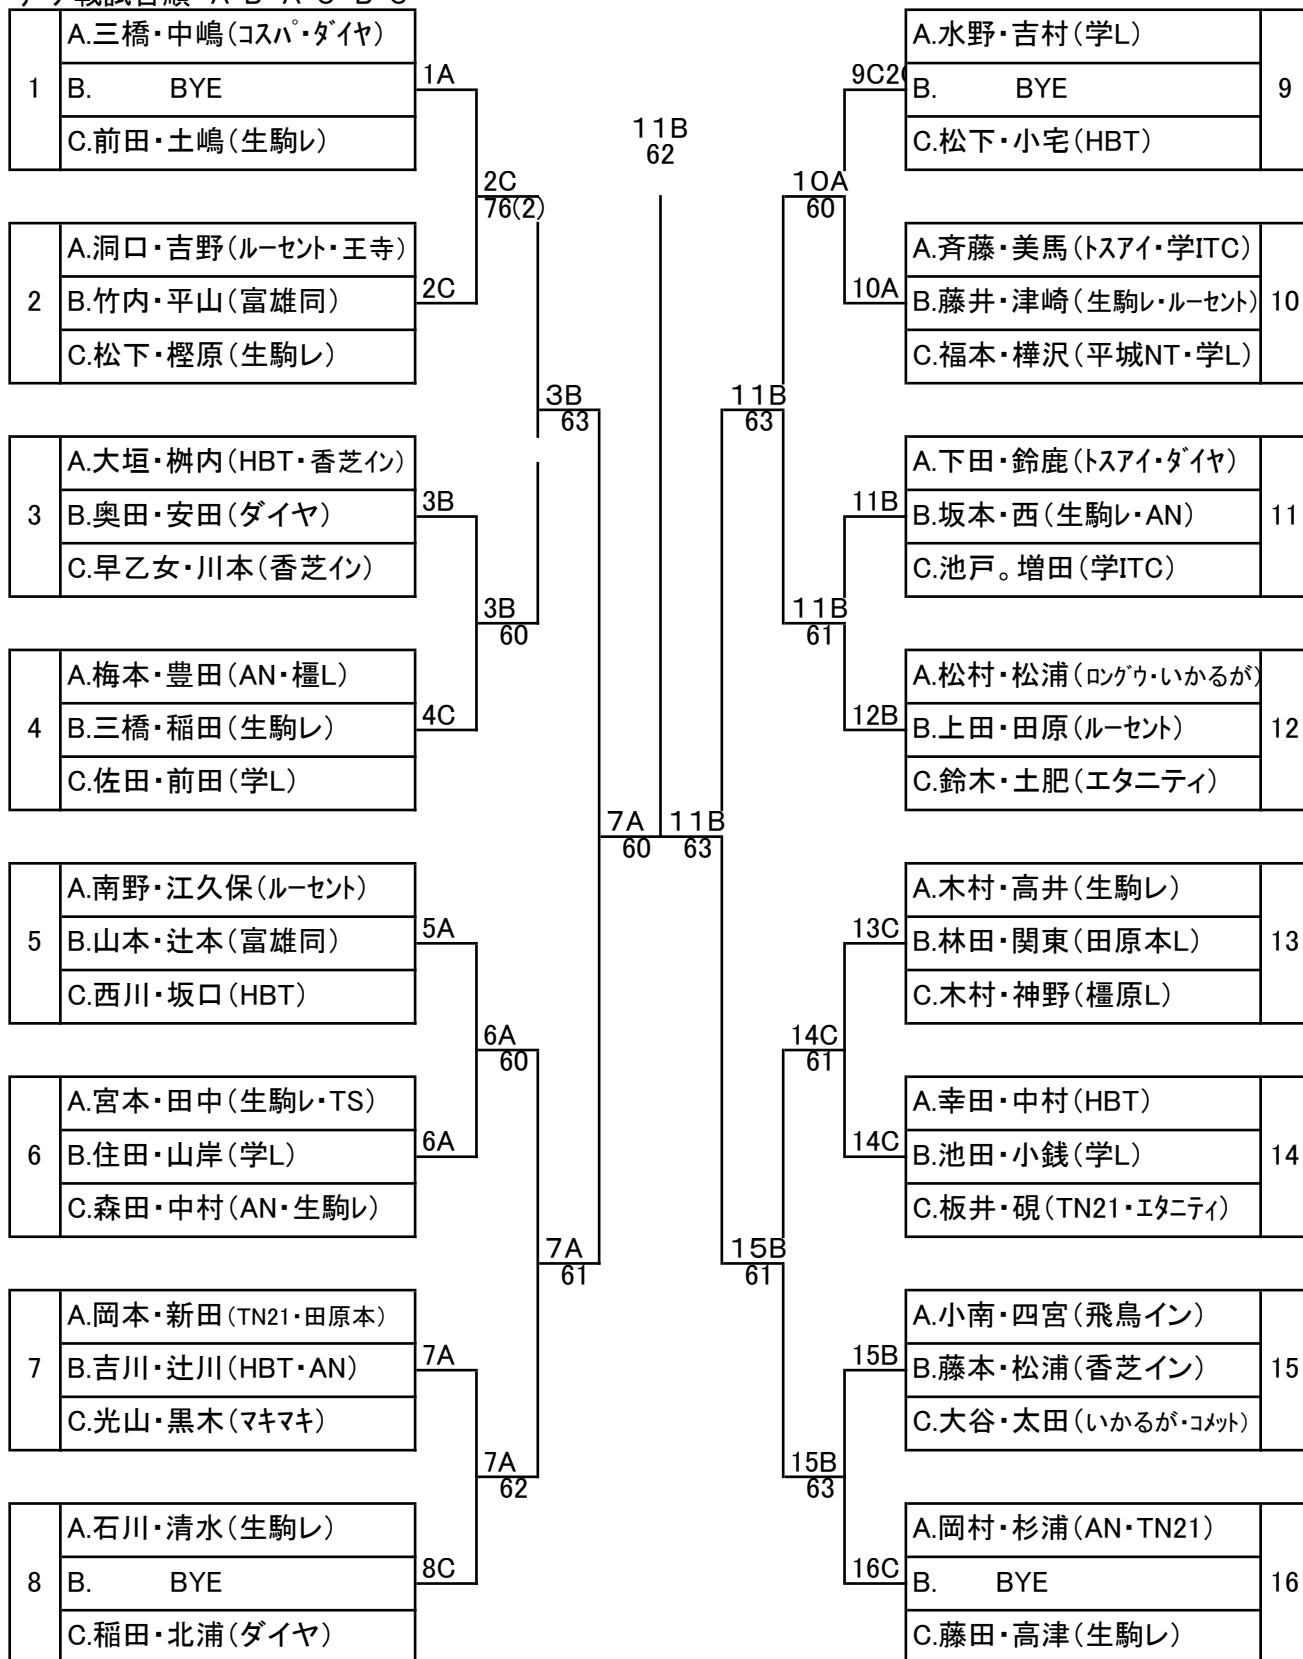 A.三橋・中嶋(コスパ・ダイヤ)
1
B. BYE
1A
C.前田・土嶋(生駒レ)
2C
76(2)
A.洞口・吉野(ルーセント・王寺)
2
B.竹内・平山(富雄同)
2C
C.松下・樫原(生駒レ)
3B
63
A.大垣・桝内(HBT・香芝イン)
3
B.奥田・安田(ダイヤ)
3B
C.早乙女・川本(香芝イン)
3B
60
A.梅本・豊田(AN・橿L)
4
B.三橋・稲田(生駒レ)
4C
C.佐田・前田(学L)
7A
60
A.南野・江久保(ルーセント)
5
B.山本・辻本(富雄同)
5A
C.西川・坂口(HBT)
6A
60
A.宮本・田中(生駒レ・TS)
6
B.住田・山岸(学L)
6A
C.森田・中村(AN・生駒レ)
7A
61
A.岡本・新田(TN21・田原本)
7
B.吉川・辻川(HBT・AN)
7A
C.光山・黒木(マキマキ)
7A
62
A.石川・清水(生駒レ)
8
B. BYE
8C
C.稲田・北浦(ダイヤ)
11B
62
A.水野・吉村(学L)
9C2
B. BYE
9
C.松下・小宅(HBT)
10A
60
A.斉藤・美馬(トスアイ・学ITC)
10A
B.藤井・津崎(生駒レ・ルーセント)
10
C.福本・樺沢(平城NT・学L)
11B
63
A.下田・鈴鹿(トスアイ・ダイヤ)
11B
B.坂本・西(生駒レ・AN)
11
C.池戸。増田(学ITC)
11B
61
A.松村・松浦(ロングウ・いかるが)
12B
B.上田・田原(ルーセント)
12
C.鈴木・土肥(エタニティ)
11B
63
A.木村・高井(生駒レ)
13C
B.林田・関東(田原本L)
13
C.木村・神野(橿原L)
14C
61
A.幸田・中村(HBT)
14C
B.池田・小銭(学L)
14
C.板井・硯(TN21・エタニティ)
15B
61
A.小南・四宮(飛鳥イン)
15B
B.藤本・松浦(香芝イン)
15
C.大谷・太田(いかるが・コメット)
15B
63
A.岡村・杉浦(AN・TN21)
16C
B. BYE
16
C.藤田・高津(生駒レ)